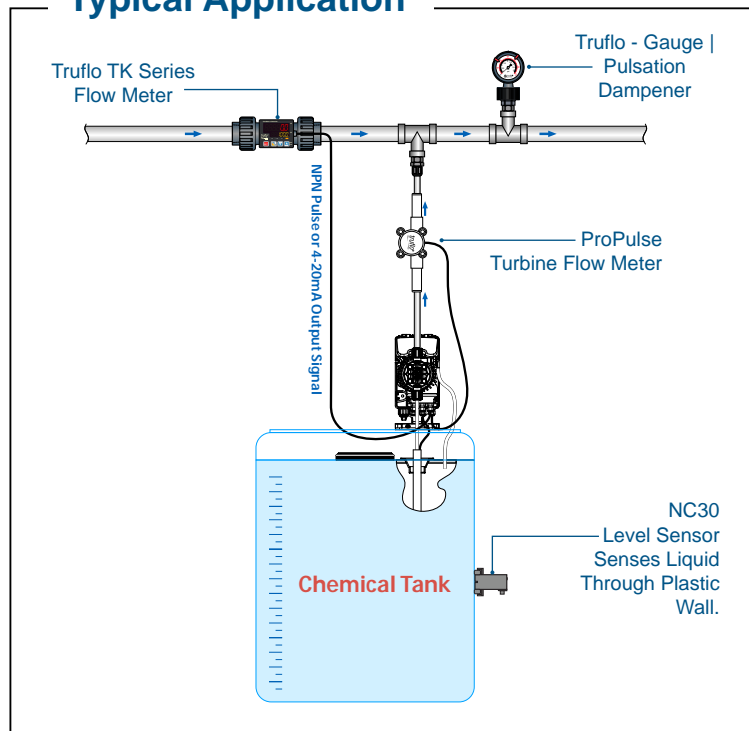 Typical Application
Truflo TK Series
Flow Meter
Truflo - Gauge |
Pulsation
Dampener
NPN Pulse or 4-20mA Output Signal
truflo
ProPulse
Turbine Flow Meter
Chemical Tank
NC30
Level Sensor
Senses Liquid
Through Plastic
Wall.